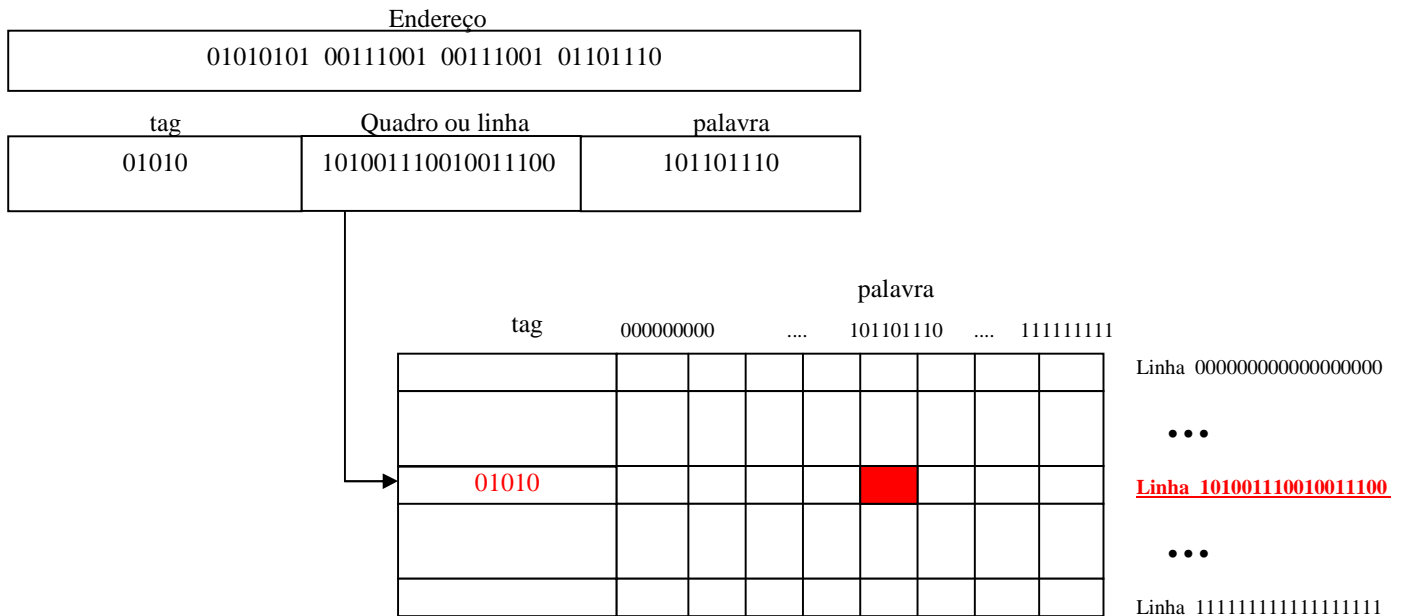 Endereço
01010101 00111001 00111001 01101110
tag Quadro ou linha palavra
01010 101001110010011100 101101110
palavra
tag 000000000 .... 101101110 .... 111111111
Linha 000000000000000000
...
01010 Linha 101001110010011100
...
Linha 111111111111111111